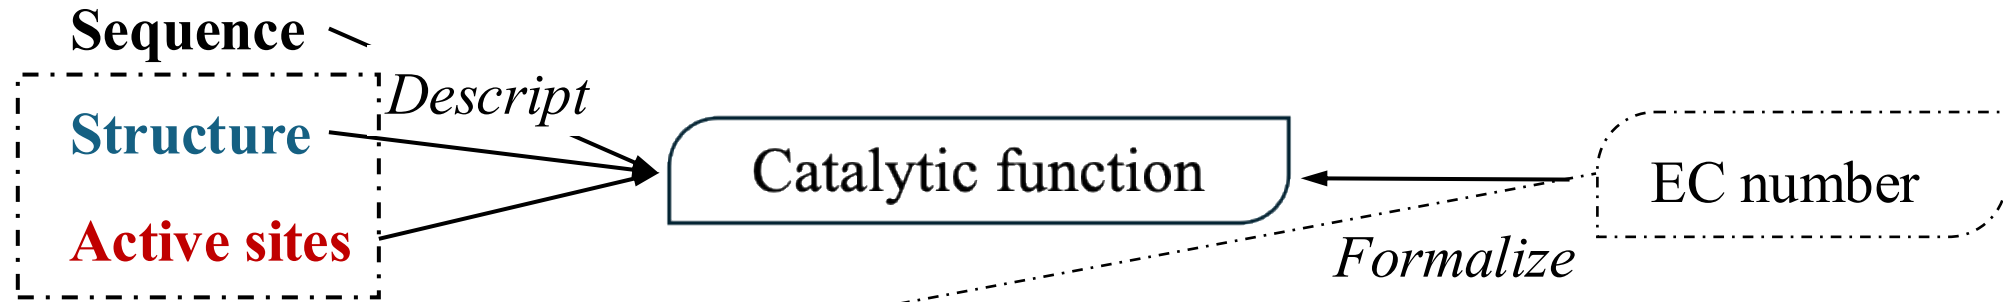 Sequence
Descript
Structure
Catalytic function
EC number
Active sites
Formalize